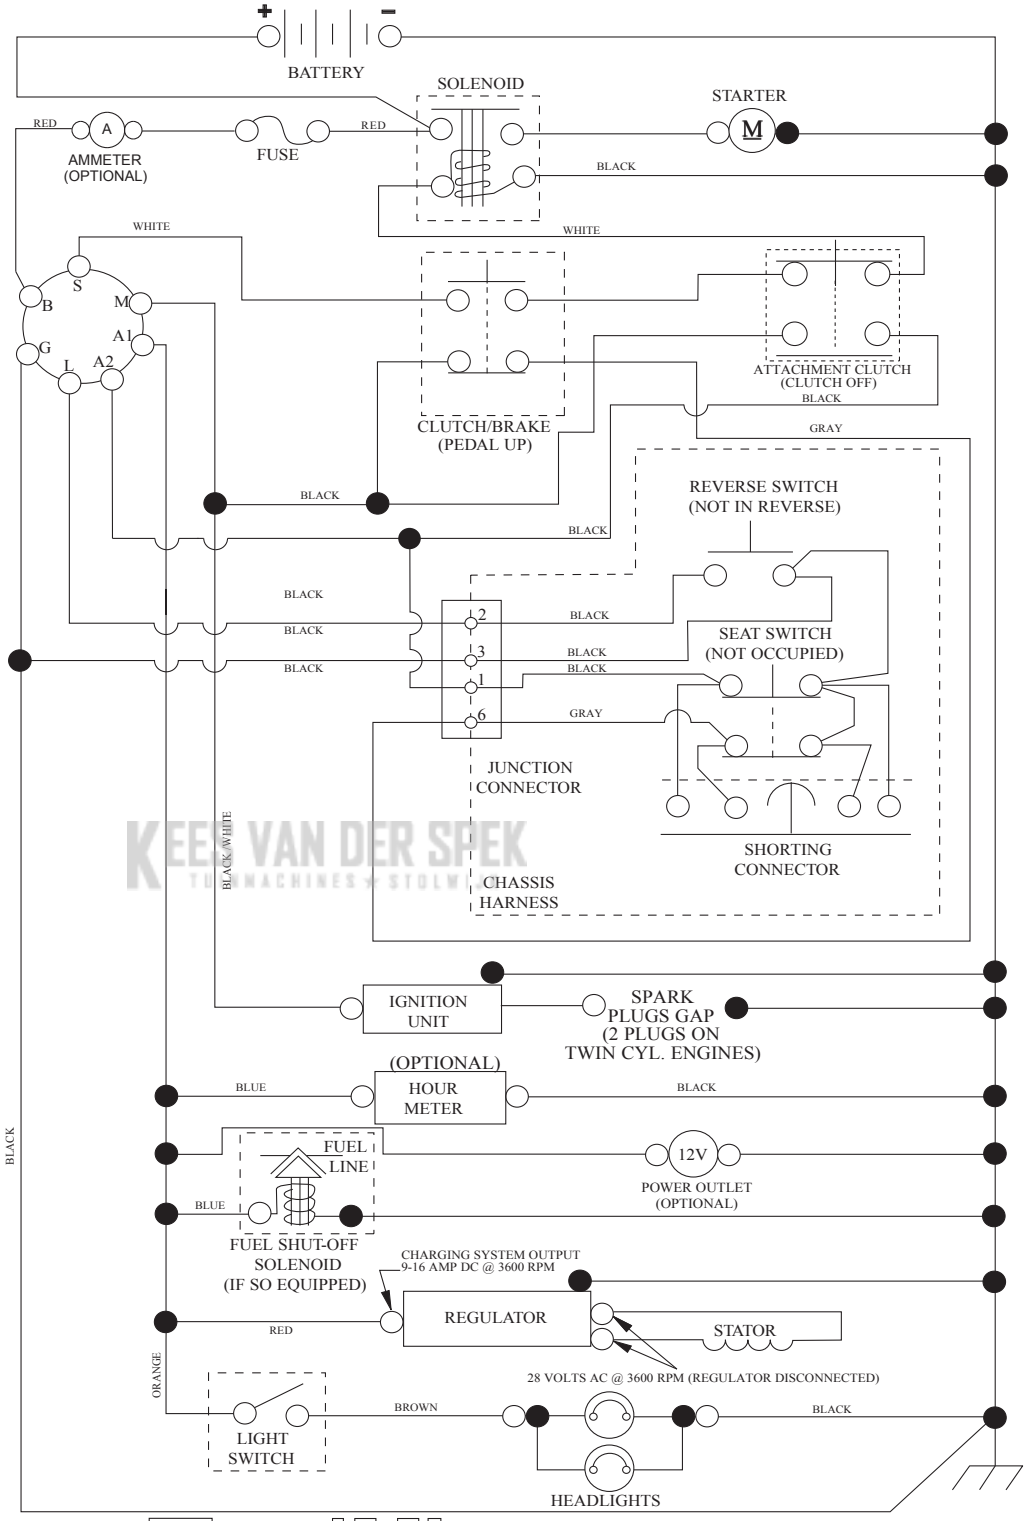 + −
BATTERY
SOLENOID
STARTER
RED
A
RED
M
FUSE
AMMETER
(OPTIONAL)
BLACK
WHITE
WHITE
S
B
M
G
A1
L
A2
ATTACHMENT CLUTCH
(CLUTCH OFF)
BLACK
CLUTCH/BRAKE
(PEDAL UP)
GRAY
REVERSE SWITCH
(NOT IN REVERSE)
BLACK
BLACK
BLACK
2
BLACK
BLACK
SEAT SWITCH
(NOT OCCUPIED)
3
BLACK
BLACK
BLACK
1
6
GRAY
JUNCTION
CONNECTOR
BLACK/WHITE
KEES VAN DER SPEK
TUINMACHINES ★ STOLWIJK
SHORTING
CONNECTOR
CHASSIS
HARNESS
IGNITION
UNIT
SPARK
PLUGS GAP
(2 PLUGS ON
TWIN CYL. ENGINES)
(OPTIONAL)
BLUE
HOUR
METER
BLACK
BLACK
FUEL
LINE
12V
POWER OUTLET
(OPTIONAL)
BLUE
FUEL SHUT-OFF
SOLENOID
(IF SO EQUIPPED)
CHARGING SYSTEM OUTPUT
9-16 AMP DC @ 3600 RPM
REGULATOR
RED
STATOR
28 VOLTS AC @ 3600 RPM (REGULATOR DISCONNECTED)
ORANGE
BROWN
BLACK
LIGHT
SWITCH
HEADLIGHTS